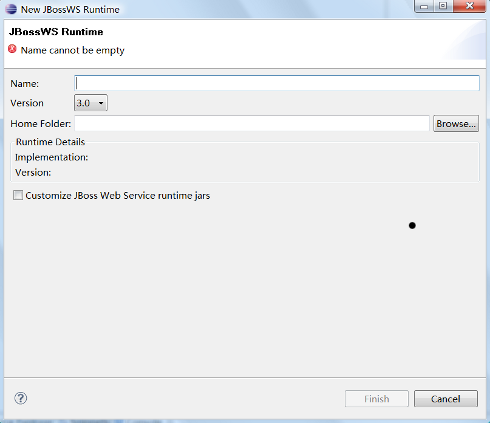 New JBossWS Runtime
JBossWS Runtime
Name cannot be empty
Name:
Version 3.0
Home Folder: Browse...
Runtime Details
Implementation:
Version:
Customize JBoss Web Service runtime jars
? Finish Cancel